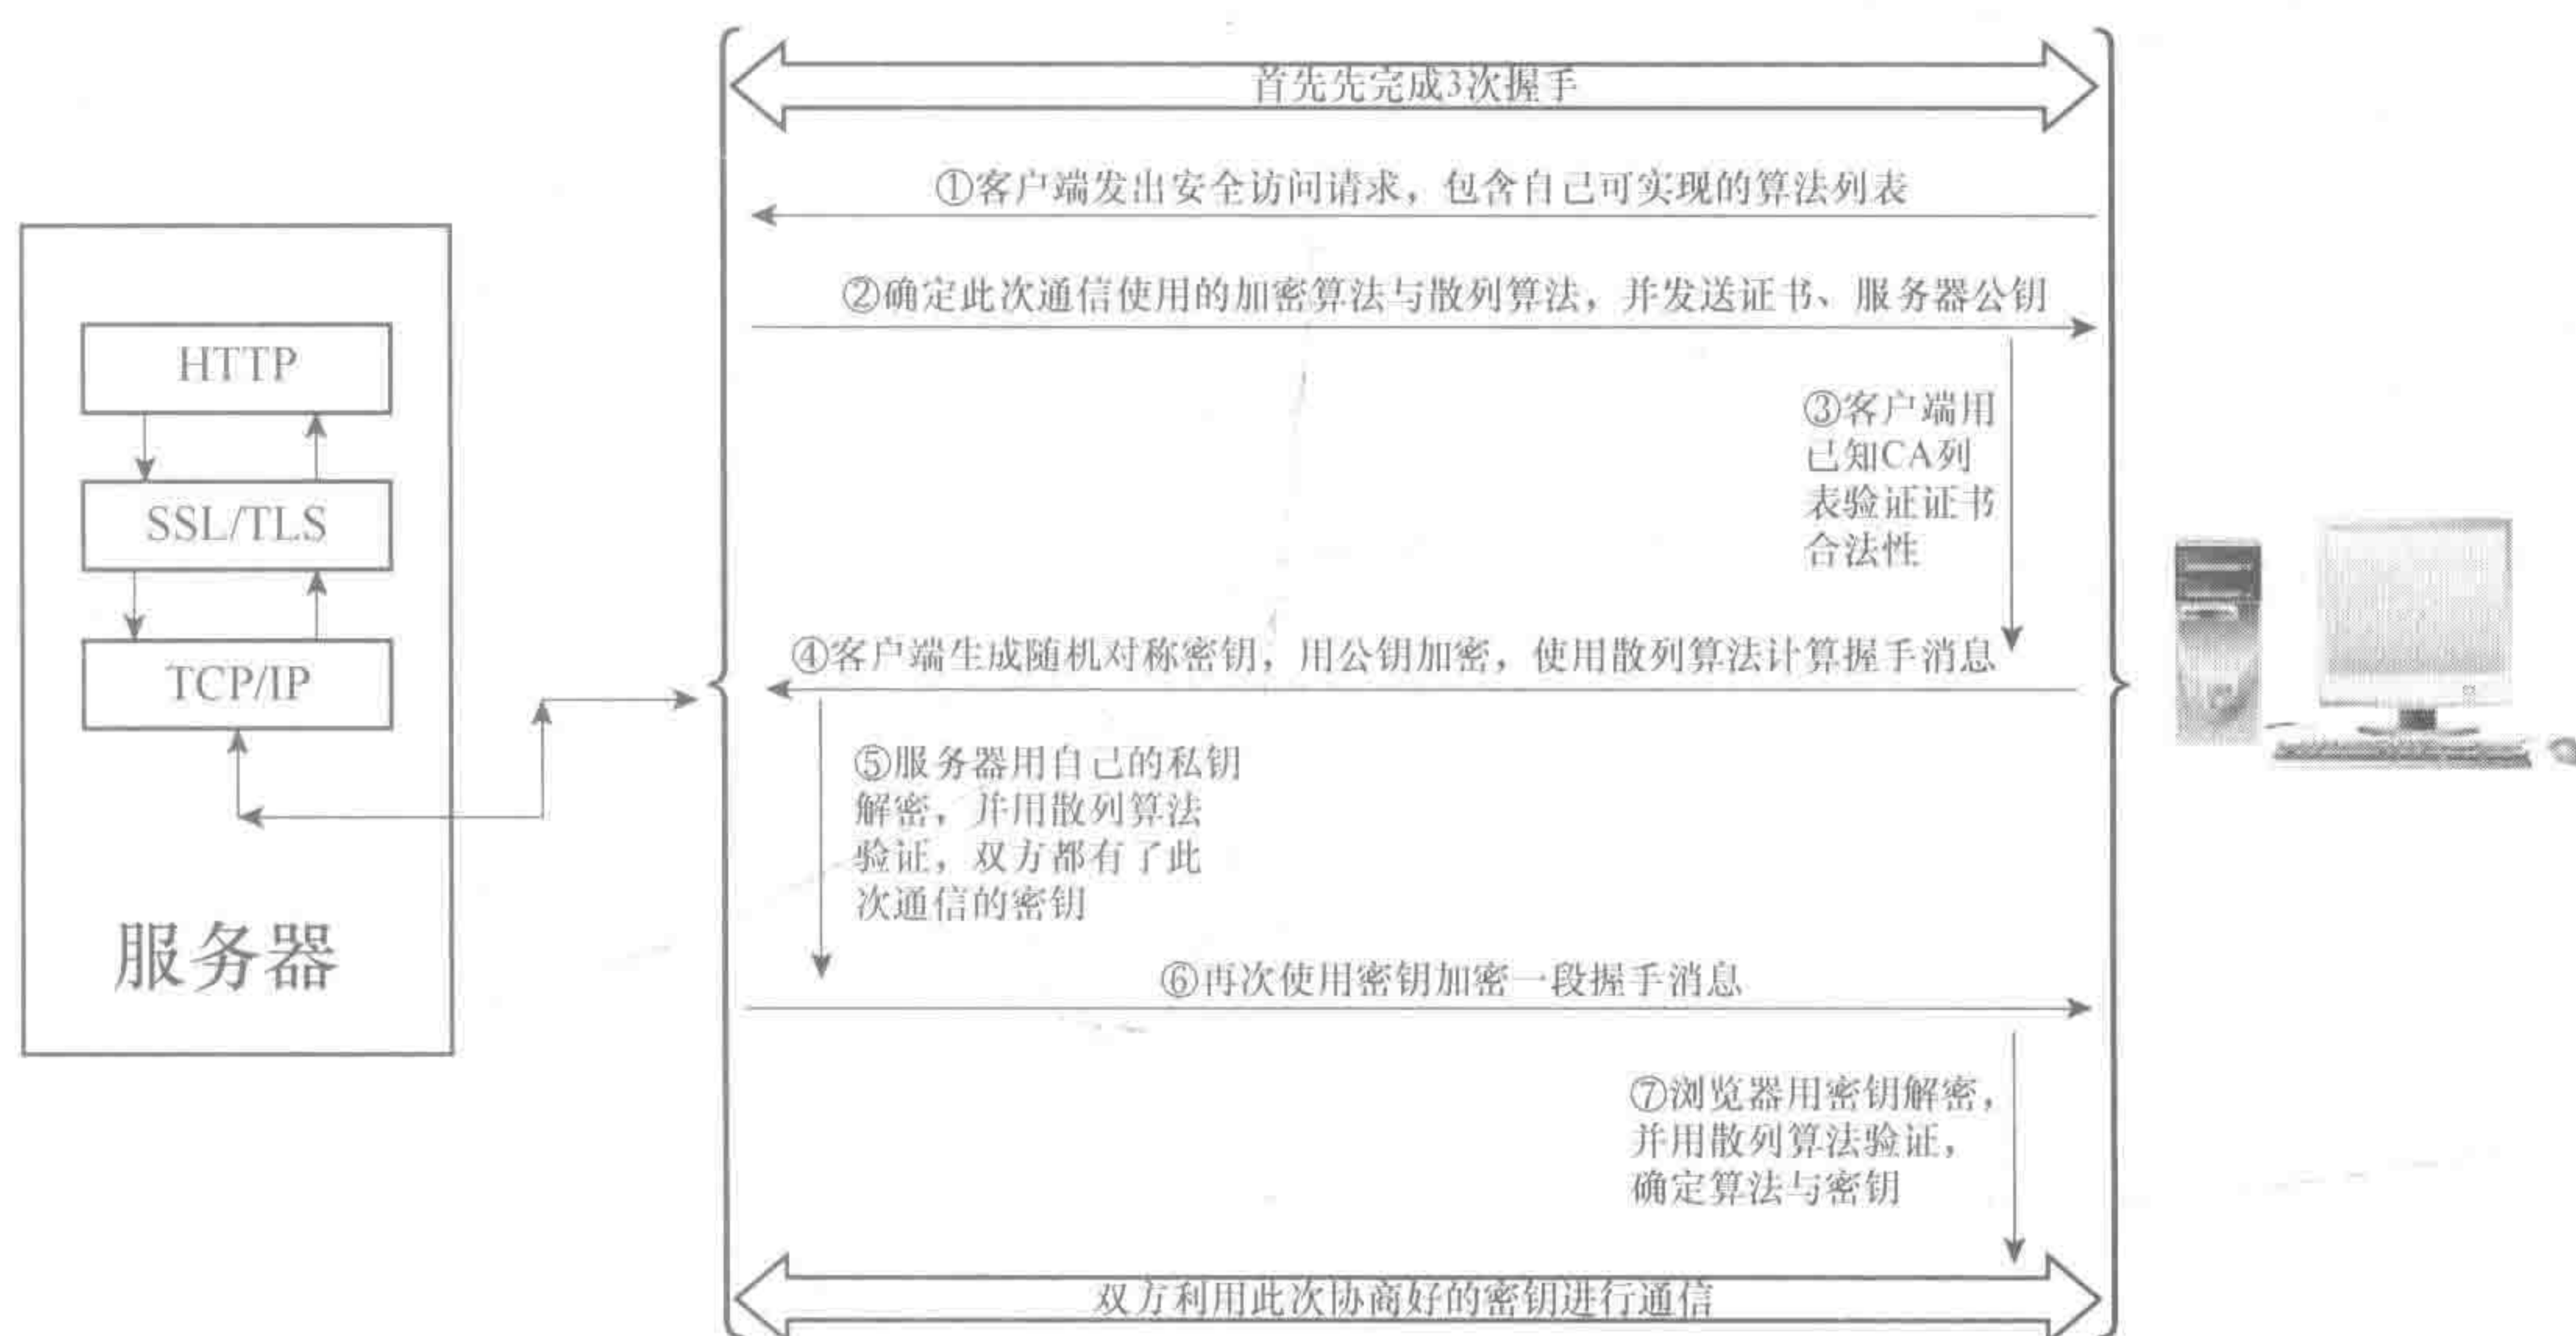 首先先完成3次握手
①客户端发出安全访问请求，包含自己可实现的算法列表
②确定此次通信使用的加密算法与散列算法，并发送证书、服务器公钥
HTTP
SSL/TLS
TCP/IP
服务器
③客户端用
已知CA列
表验证证书
合法性
④客户端生成随机对称密钥，用公钥加密，使用散列算法计算握手消息
⑤服务器用自己的私钥
解密，并用散列算法
验证，双方都有了此
次通信的密钥
⑥再次使用密钥加密一段握手消息
⑦浏览器用密钥解密，
并用散列算法验证，
确定算法与密钥
双方利用此次协商好的密钥进行通信